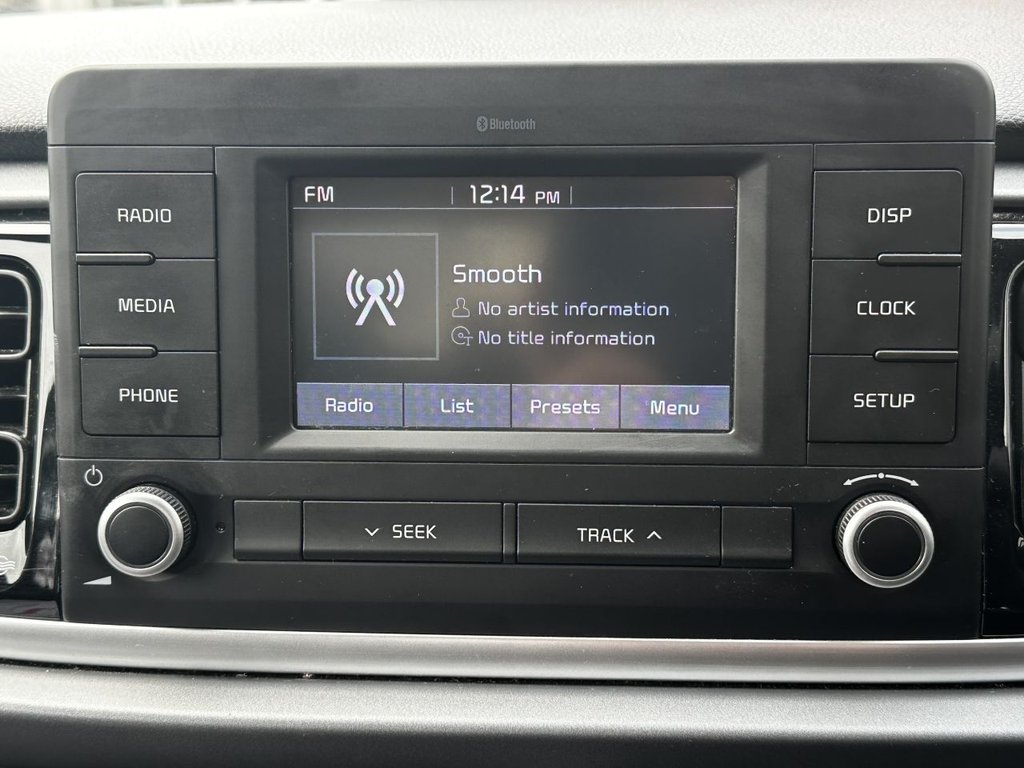 Bluetooth
RADIO
MEDIA
PHONE
FM 12:14 PM
Smooth
No artist information
No title information
Radio List Presets Menu
DISP
CLOCK
SETUP
SEEK
TRACK